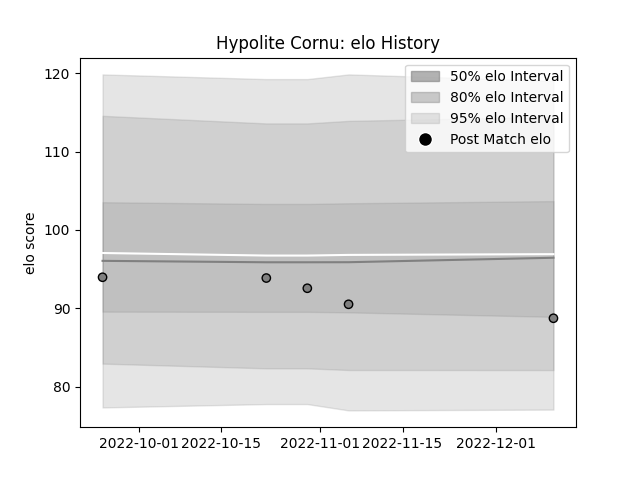 Hypolite Cornu: elo History
120
110
100
90
80
elo score
50% elo Interval
80% elo Interval
95% elo Interval
Post Match elo
2022-10-01
2022-10-15
2022-11-01
2022-11-15
2022-12-01